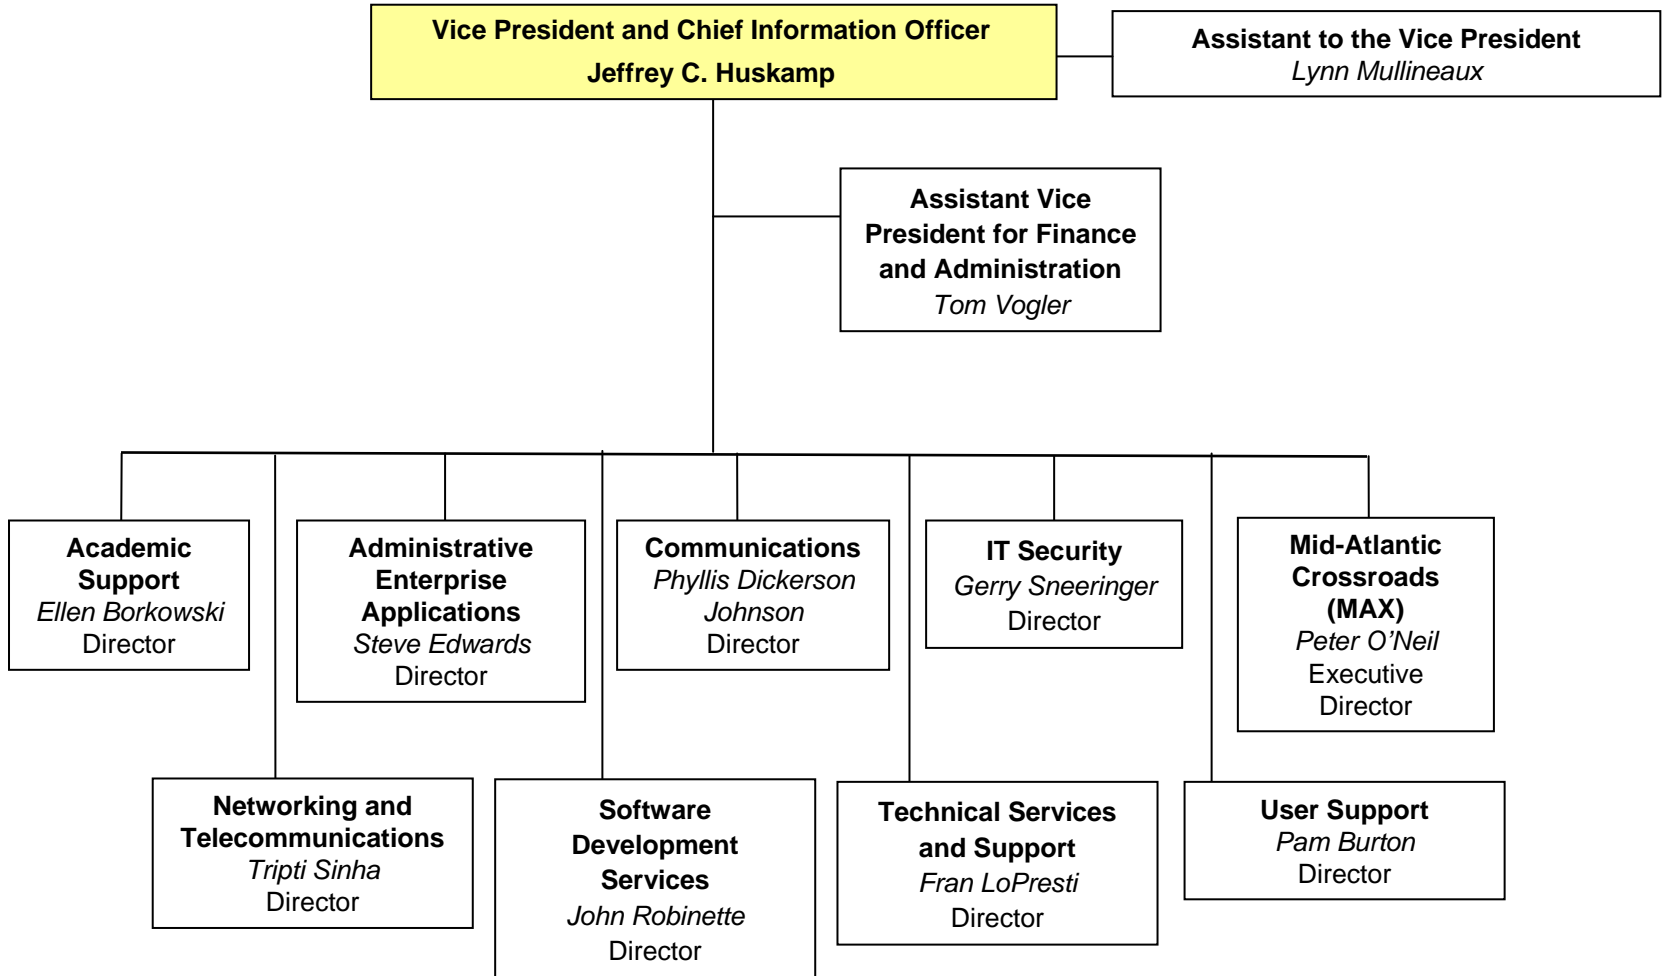 Vice President and Chief Information Officer
Jeffrey C. Huskamp
Assistant to the Vice President
Lynn Mullineaux
Assistant Vice
President for Finance
and Administration
Tom Vogler
Academic
Support
Ellen Borkowski
Director
Administrative
Enterprise
Applications
Steve Edwards
Director
Communications
Phyllis Dickerson
Johnson
Director
IT Security
Gerry Sneeringer
Director
Mid-Atlantic
Crossroads
(MAX)
Peter O’Neil
Executive
Director
Networking and
Telecommunications
Tripti Sinha
Director
Software
Development
Services
John Robinette
Director
Technical Services
and Support
Fran LoPresti
Director
User Support
Pam Burton
Director